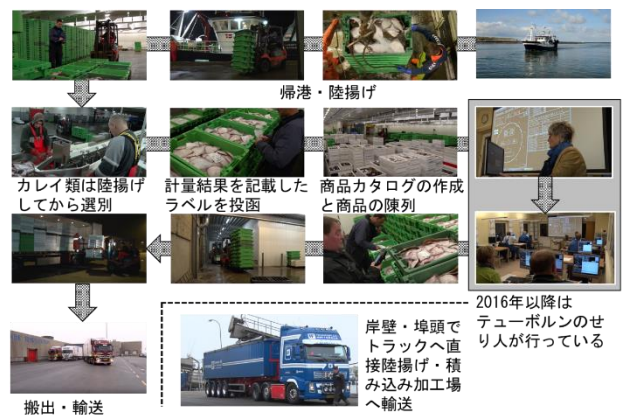 帰港・陸揚げ
カレイ類は陸揚げ
してから選別
計量結果を記載した
ラベルを投函
商品カタログの作成
と商品の陳列
2016年以降は
テューボルンのせ
り人が行っている
搬出・輸送
岸壁・埠頭で
トラックへ直
接陸揚げ・積
み込み加工場
へ輸送